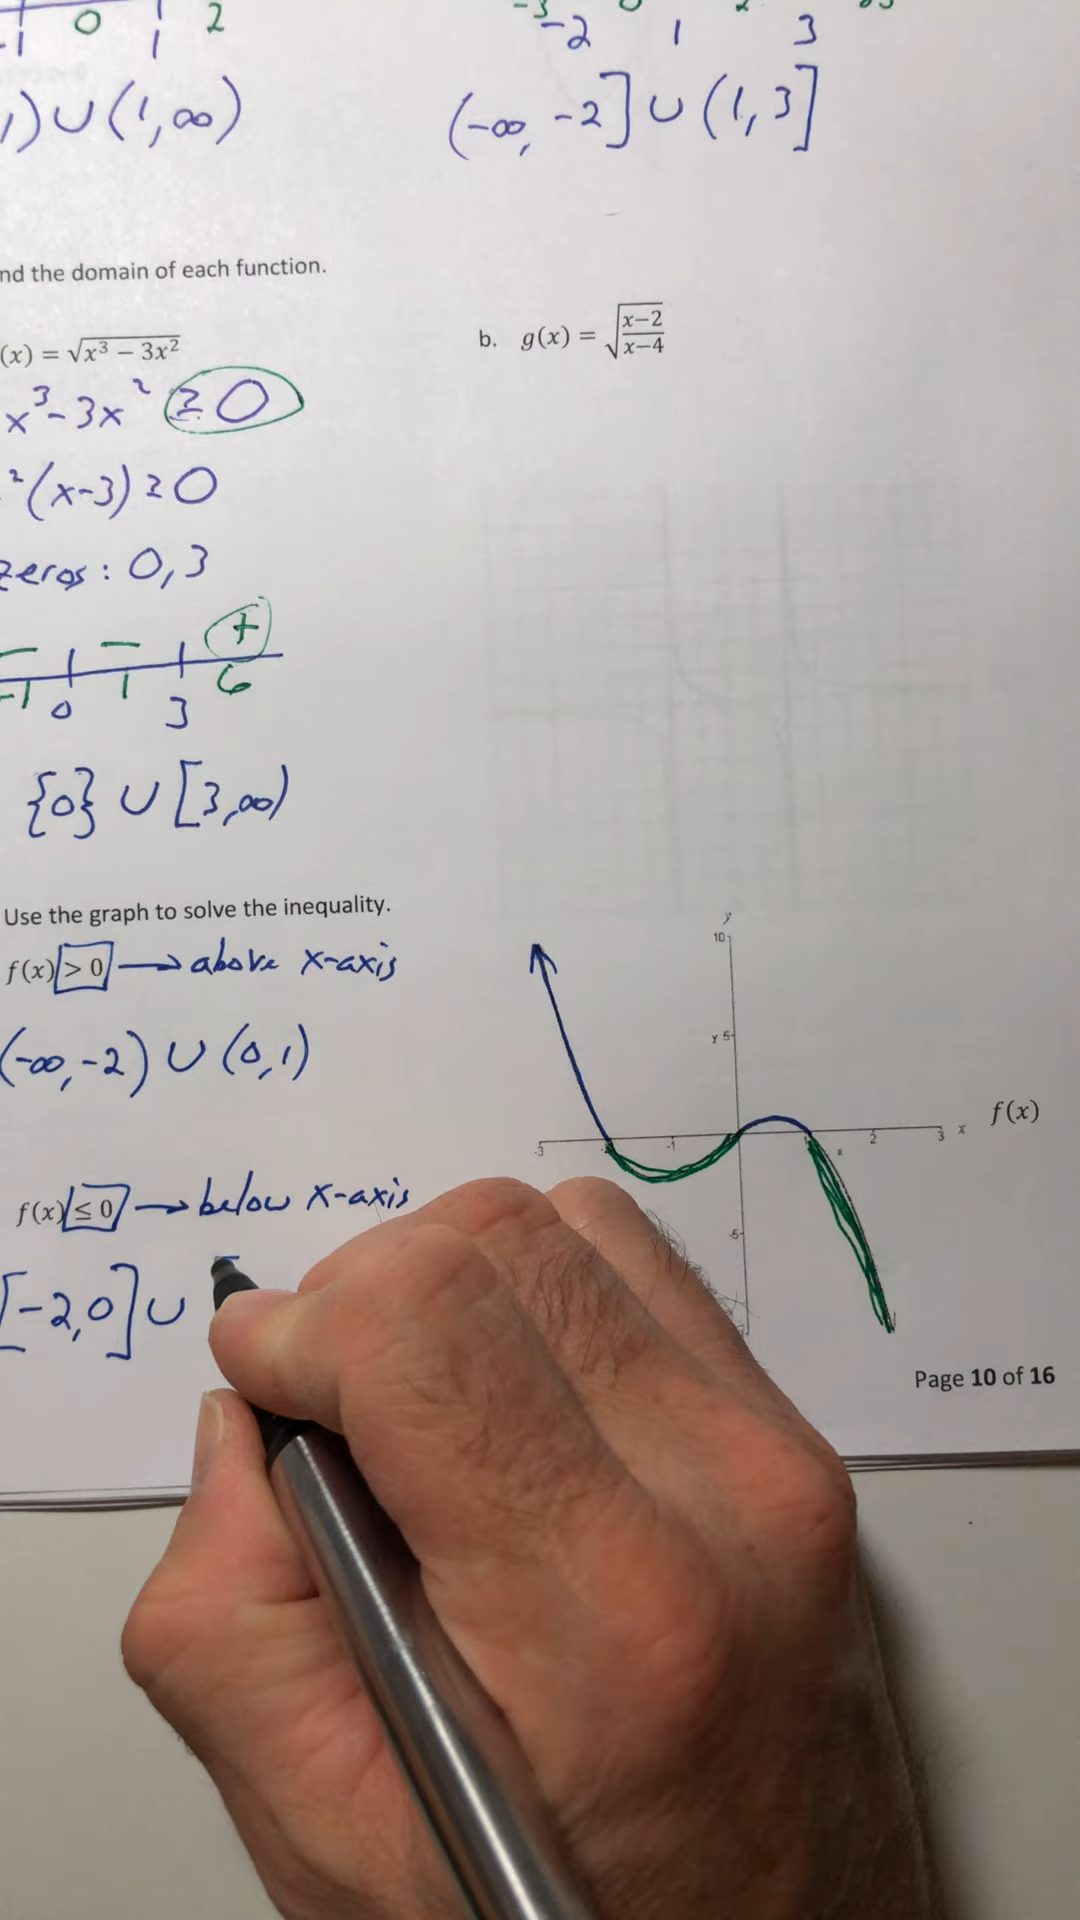 -1 0 1 2
-3 -2 1 3
1) ∪ (1, ∞)
(-∞, -2] ∪ (1, 3]
nd the domain of each function.
(x) = √(x³ − 3x²)
b. g(x) = √((x−2)/(x−4))
x³ - 3x² ≥ 0
²(x-3) ≥ 0
zeros : 0, 3
− − +
-1 0 1 3 6
{0} ∪ [3, ∞)
Use the graph to solve the inequality.
f(x) > 0 → above x-axis
(-∞, -2) ∪ (0, 1)
f(x) ≤ 0 → below x-axis
[-2, 0] ∪
y
10
y 5
-3 -1 2 3 x
x
-5
f(x)
Page 10 of 16